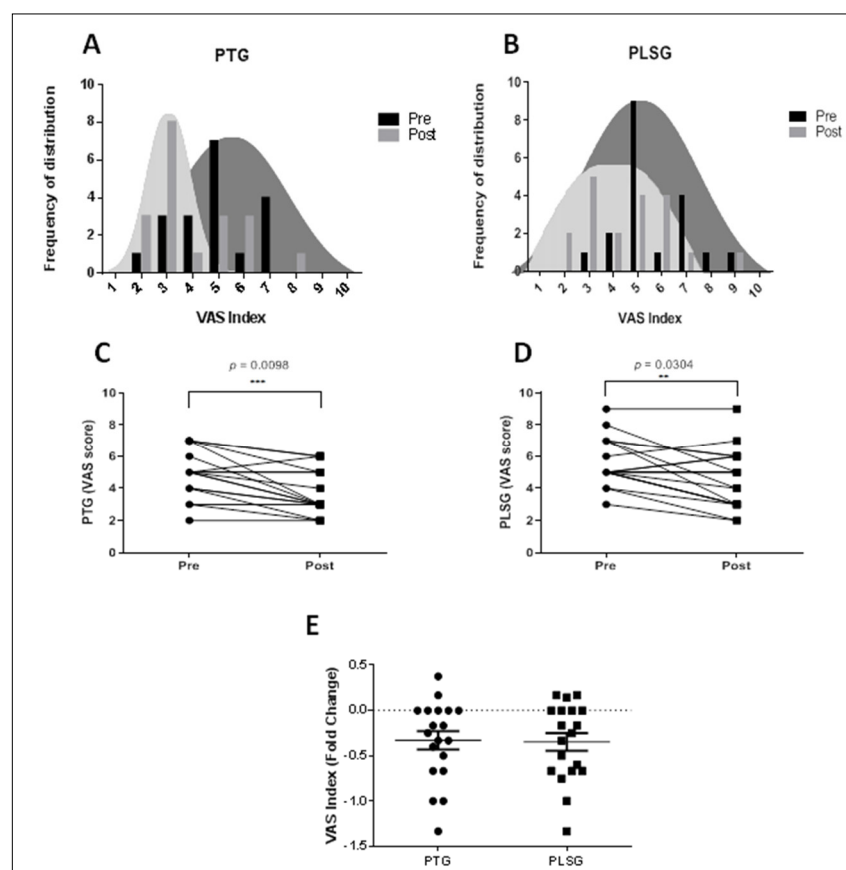 A
PTG
Frequency of distribution
10
8
6
4
2
0
1 2 3 4 5 6 7 8 9 10
VAS Index
Pre
Post
B
PLSG
Frequency of distribution
10
8
6
4
2
0
1 2 3 4 5 6 7 8 9 10
VAS Index
Pre
Post
C
p = 0.0098
***
PTG (VAS score)
10
8
6
4
2
0
Pre Post
D
p = 0.0304
**
PLSG (VAS score)
10
8
6
4
2
0
Pre Post
E
VAS Index (Fold Change)
0.5
0.0
-0.5
-1.0
-1.5
PTG PLSG